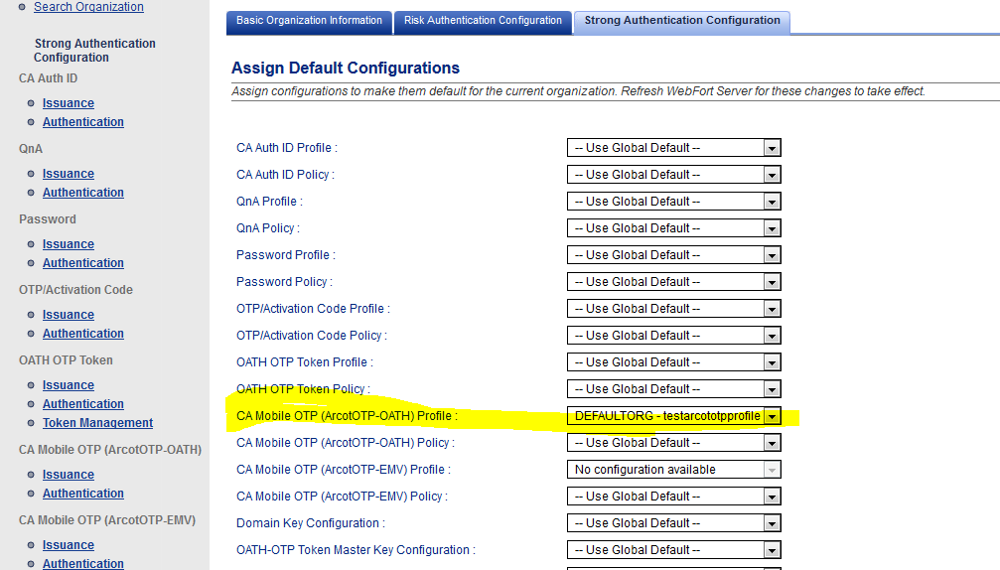 Search Organization
Strong Authentication
Configuration
CA Auth ID
Issuance
Authentication
QnA
Issuance
Authentication
Password
Issuance
Authentication
OTP/Activation Code
Issuance
Authentication
OATH OTP Token
Issuance
Authentication
Token Management
CA Mobile OTP (ArcotOTP-OATH)
Issuance
Authentication
CA Mobile OTP (ArcotOTP-EMV)
Issuance
Authentication
Basic Organization Information Risk Authentication Configuration Strong Authentication Configuration
Assign Default Configurations
Assign configurations to make them default for the current organization. Refresh WebFort Server for these changes to take effect.
CA Auth ID Profile : -- Use Global Default --
CA Auth ID Policy : -- Use Global Default --
QnA Profile : -- Use Global Default --
QnA Policy : -- Use Global Default --
Password Profile : -- Use Global Default --
Password Policy : -- Use Global Default --
OTP/Activation Code Profile : -- Use Global Default --
OTP/Activation Code Policy : -- Use Global Default --
OATH OTP Token Profile : -- Use Global Default --
OATH OTP Token Policy : -- Use Global Default --
CA Mobile OTP (ArcotOTP-OATH) Profile : DEFAULTORG - testarcototpprofile
CA Mobile OTP (ArcotOTP-OATH) Policy : -- Use Global Default --
CA Mobile OTP (ArcotOTP-EMV) Profile : No configuration available
CA Mobile OTP (ArcotOTP-EMV) Policy : -- Use Global Default --
Domain Key Configuration : -- Use Global Default --
OATH-OTP Token Master Key Configuration : -- Use Global Default --